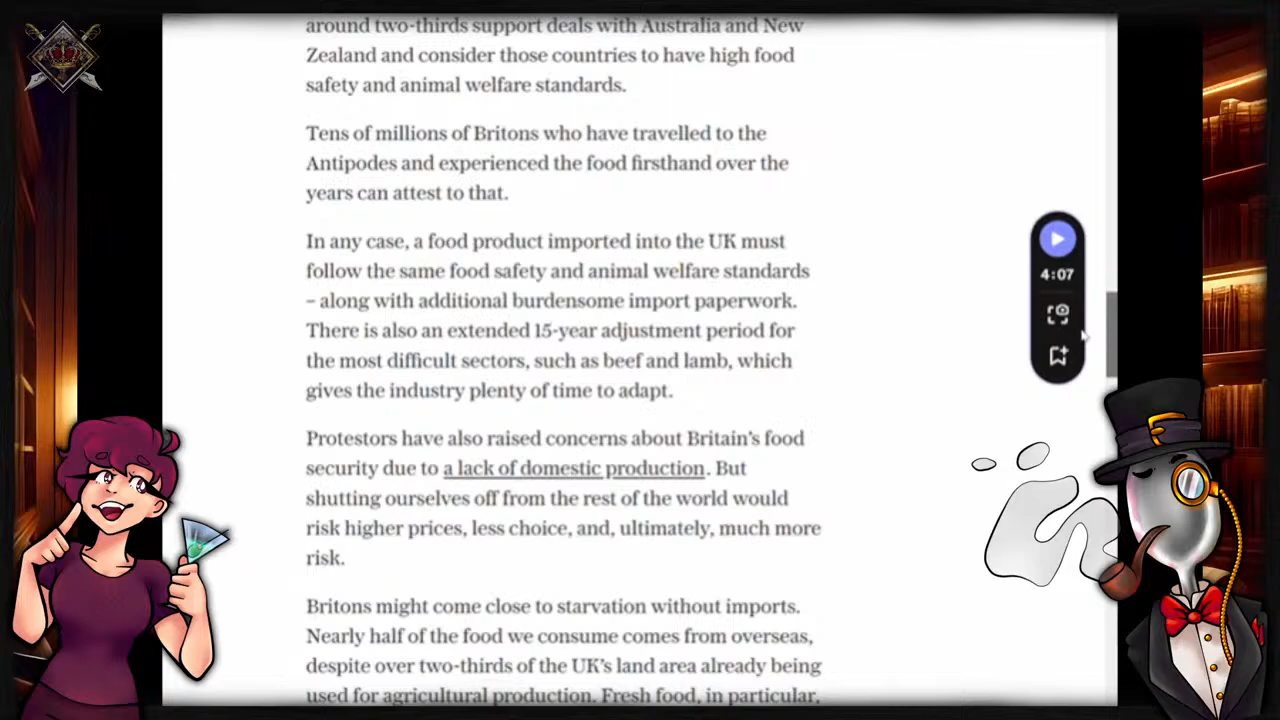 around two-thirds support deals with Australia and New
Zealand and consider those countries to have high food
safety and animal welfare standards.
Tens of millions of Britons who have travelled to the
Antipodes and experienced the food firsthand over the
years can attest to that.
In any case, a food product imported into the UK must
follow the same food safety and animal welfare standards
– along with additional burdensome import paperwork.
There is also an extended 15-year adjustment period for
the most difficult sectors, such as beef and lamb, which
gives the industry plenty of time to adapt.
4:07
Protestors have also raised concerns about Britain's food
security due to a lack of domestic production. But
shutting ourselves off from the rest of the world would
risk higher prices, less choice, and, ultimately, much more
risk.
Britons might come close to starvation without imports.
Nearly half of the food we consume comes from overseas,
despite over two-thirds of the UK's land area already being
used for agricultural production. Fresh food, in particular,